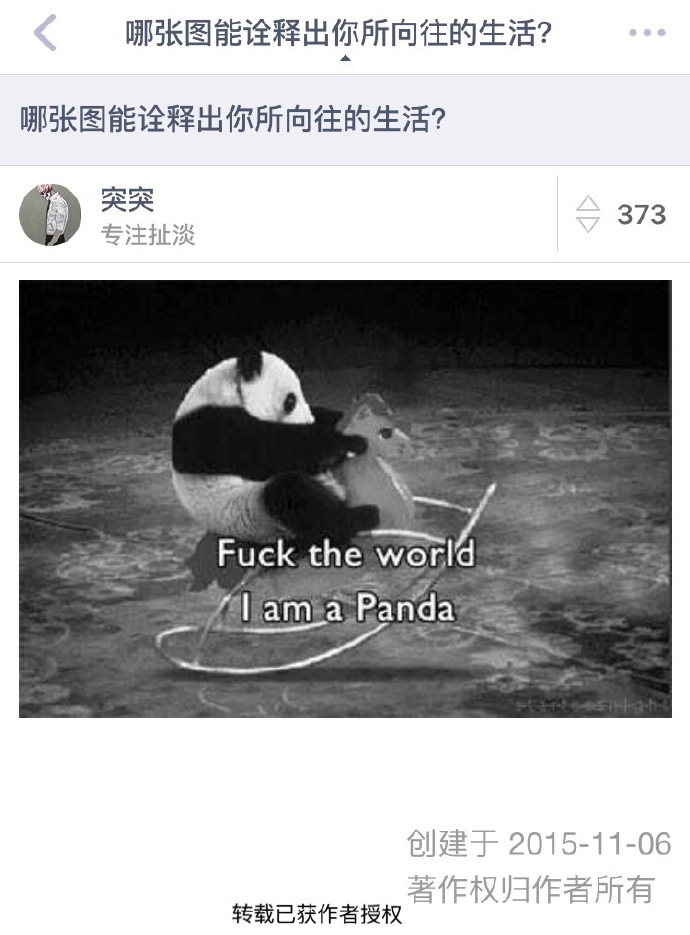 哪张图能诠释出你所向往的生活?
哪张图能诠释出你所向往的生活?
突突
专注扯淡
373
Fuck the world
I am a Panda
创建于 2015-11-06
著作权归作者所有
转载已获作者授权